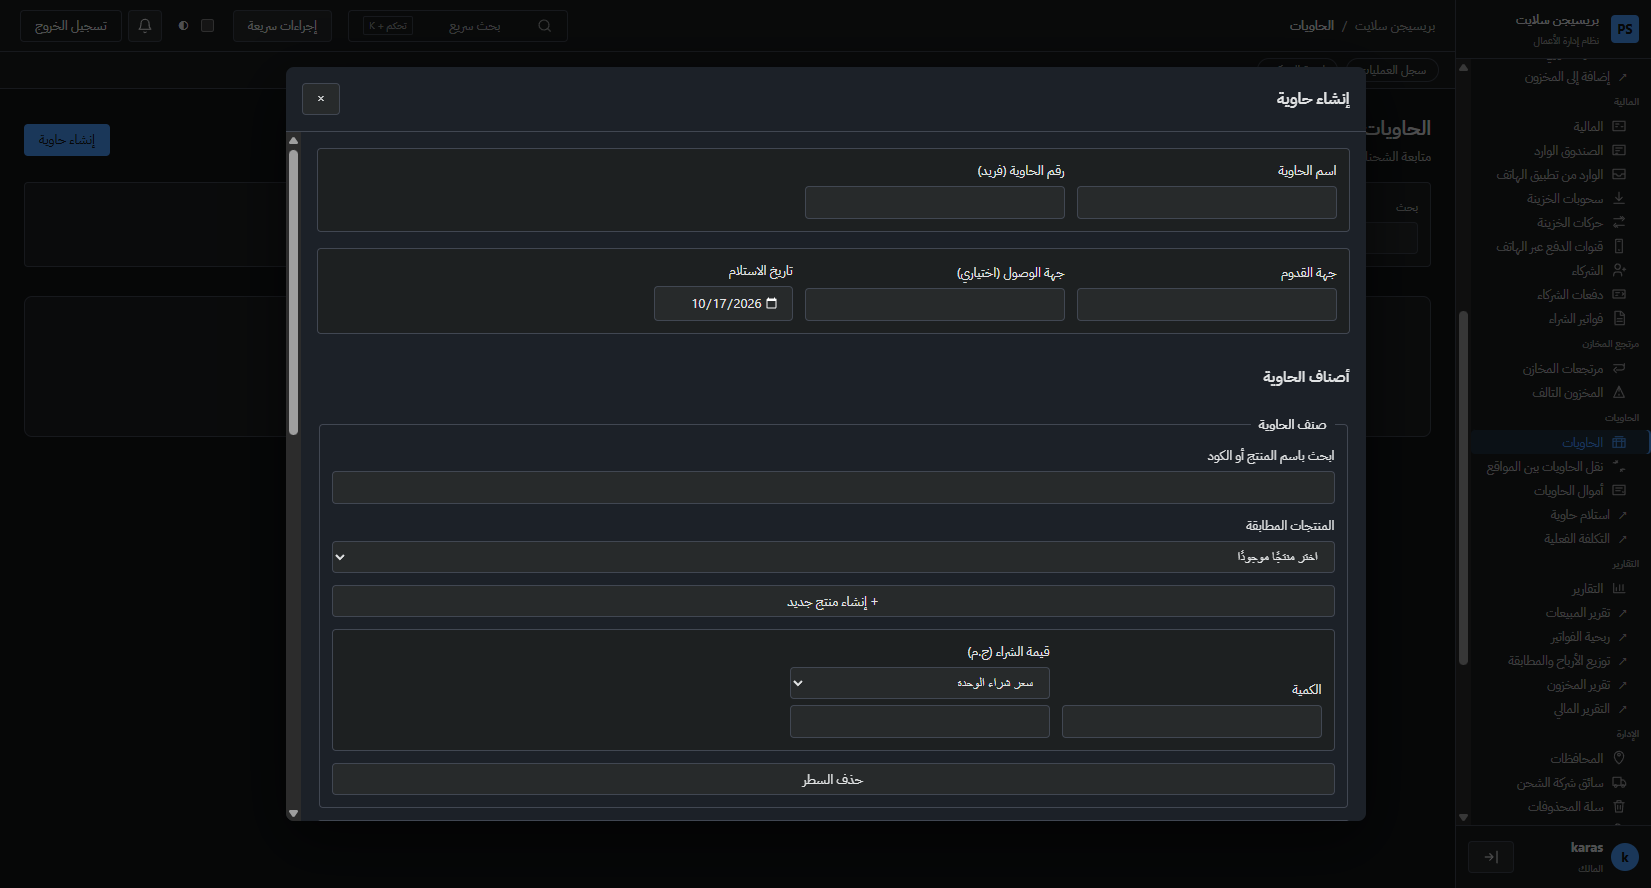 PS
بريسيجن سلايت
نظام إدارة الأعمال
إضافة إلى المخزون
المالية
المالية
الصندوق الوارد
الوارد من تطبيق الهاتف
سحوبات الخزينة
حركات الخزينة
قنوات الدفع عبر الهاتف
الشركاء
دفعات الشركاء
فواتير الشراء
مرتجع المخازن
مرتجعات المخازن
المخزون التالف
الحاويات
الحاويات
نقل الحاويات بين المواقع
أموال الحاويات
استلام حاوية
التكلفة الفعلية
التقارير
التقارير
تقرير المبيعات
ربحية الفواتير
توزيع الأرباح والمطابقة
تقرير المخزون
التقرير المالي
الإدارة
المحافظات
سائق شركة الشحن
سلة المحذوفات
karas
المالك
k
بريسيجن سلايت / الحاويات
بحث سريع
تحكم + K
إجراءات سريعة
تسجيل الخروج
سجل العمليات
الحاويات
متابعة الشحنا
إنشاء حاوية
بحث
إنشاء حاوية
×
اسم الحاوية
رقم الحاوية (فريد)
جهة القدوم
جهة الوصول (اختياري)
تاريخ الاستلام
10/17/2026
أصناف الحاوية
صنف الحاوية
ابحث باسم المنتج أو الكود
المنتجات المطابقة
اختر منتجًا موجودًا
+ إنشاء منتج جديد
قيمة الشراء (ج.م)
سعر شراء الوحدة
الكمية
حذف السطر